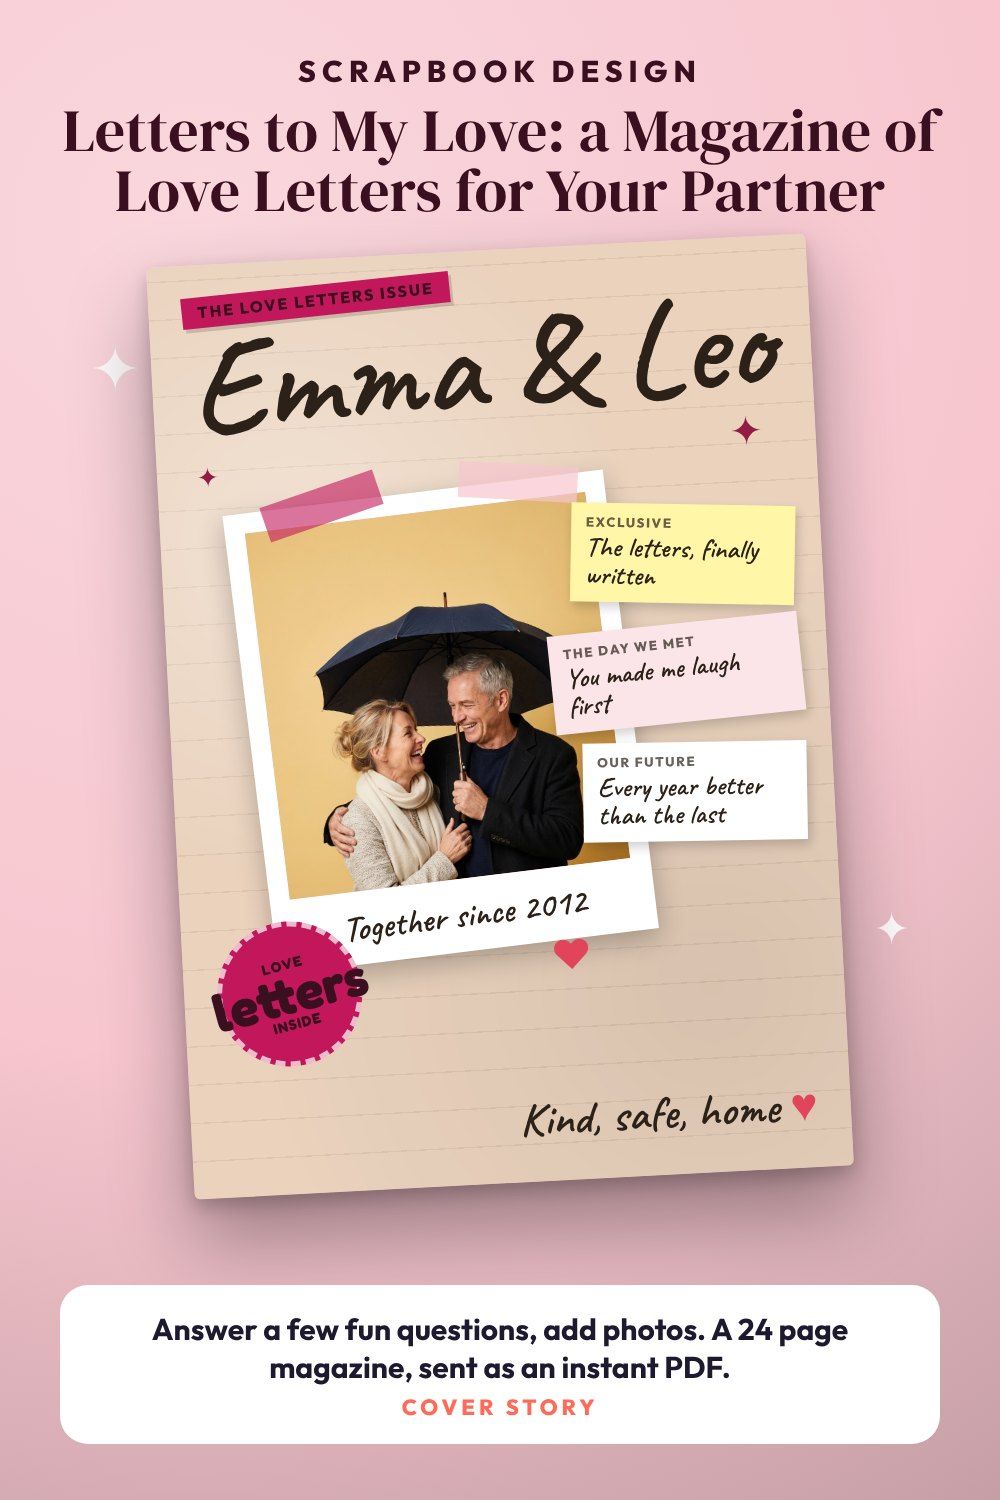 SCRAPBOOK DESIGN
Letters to My Love: a Magazine of
Love Letters for Your Partner
THE LOVE LETTERS ISSUE
Emma & Leo
EXCLUSIVE
The letters, finally
written
THE DAY WE MET
You made me laugh
first
OUR FUTURE
Every year better
than the last
Together since 2012
LOVE
letters
INSIDE
Kind, safe, home
Answer a few fun questions, add photos. A 24 page
magazine, sent as an instant PDF.
COVER STORY